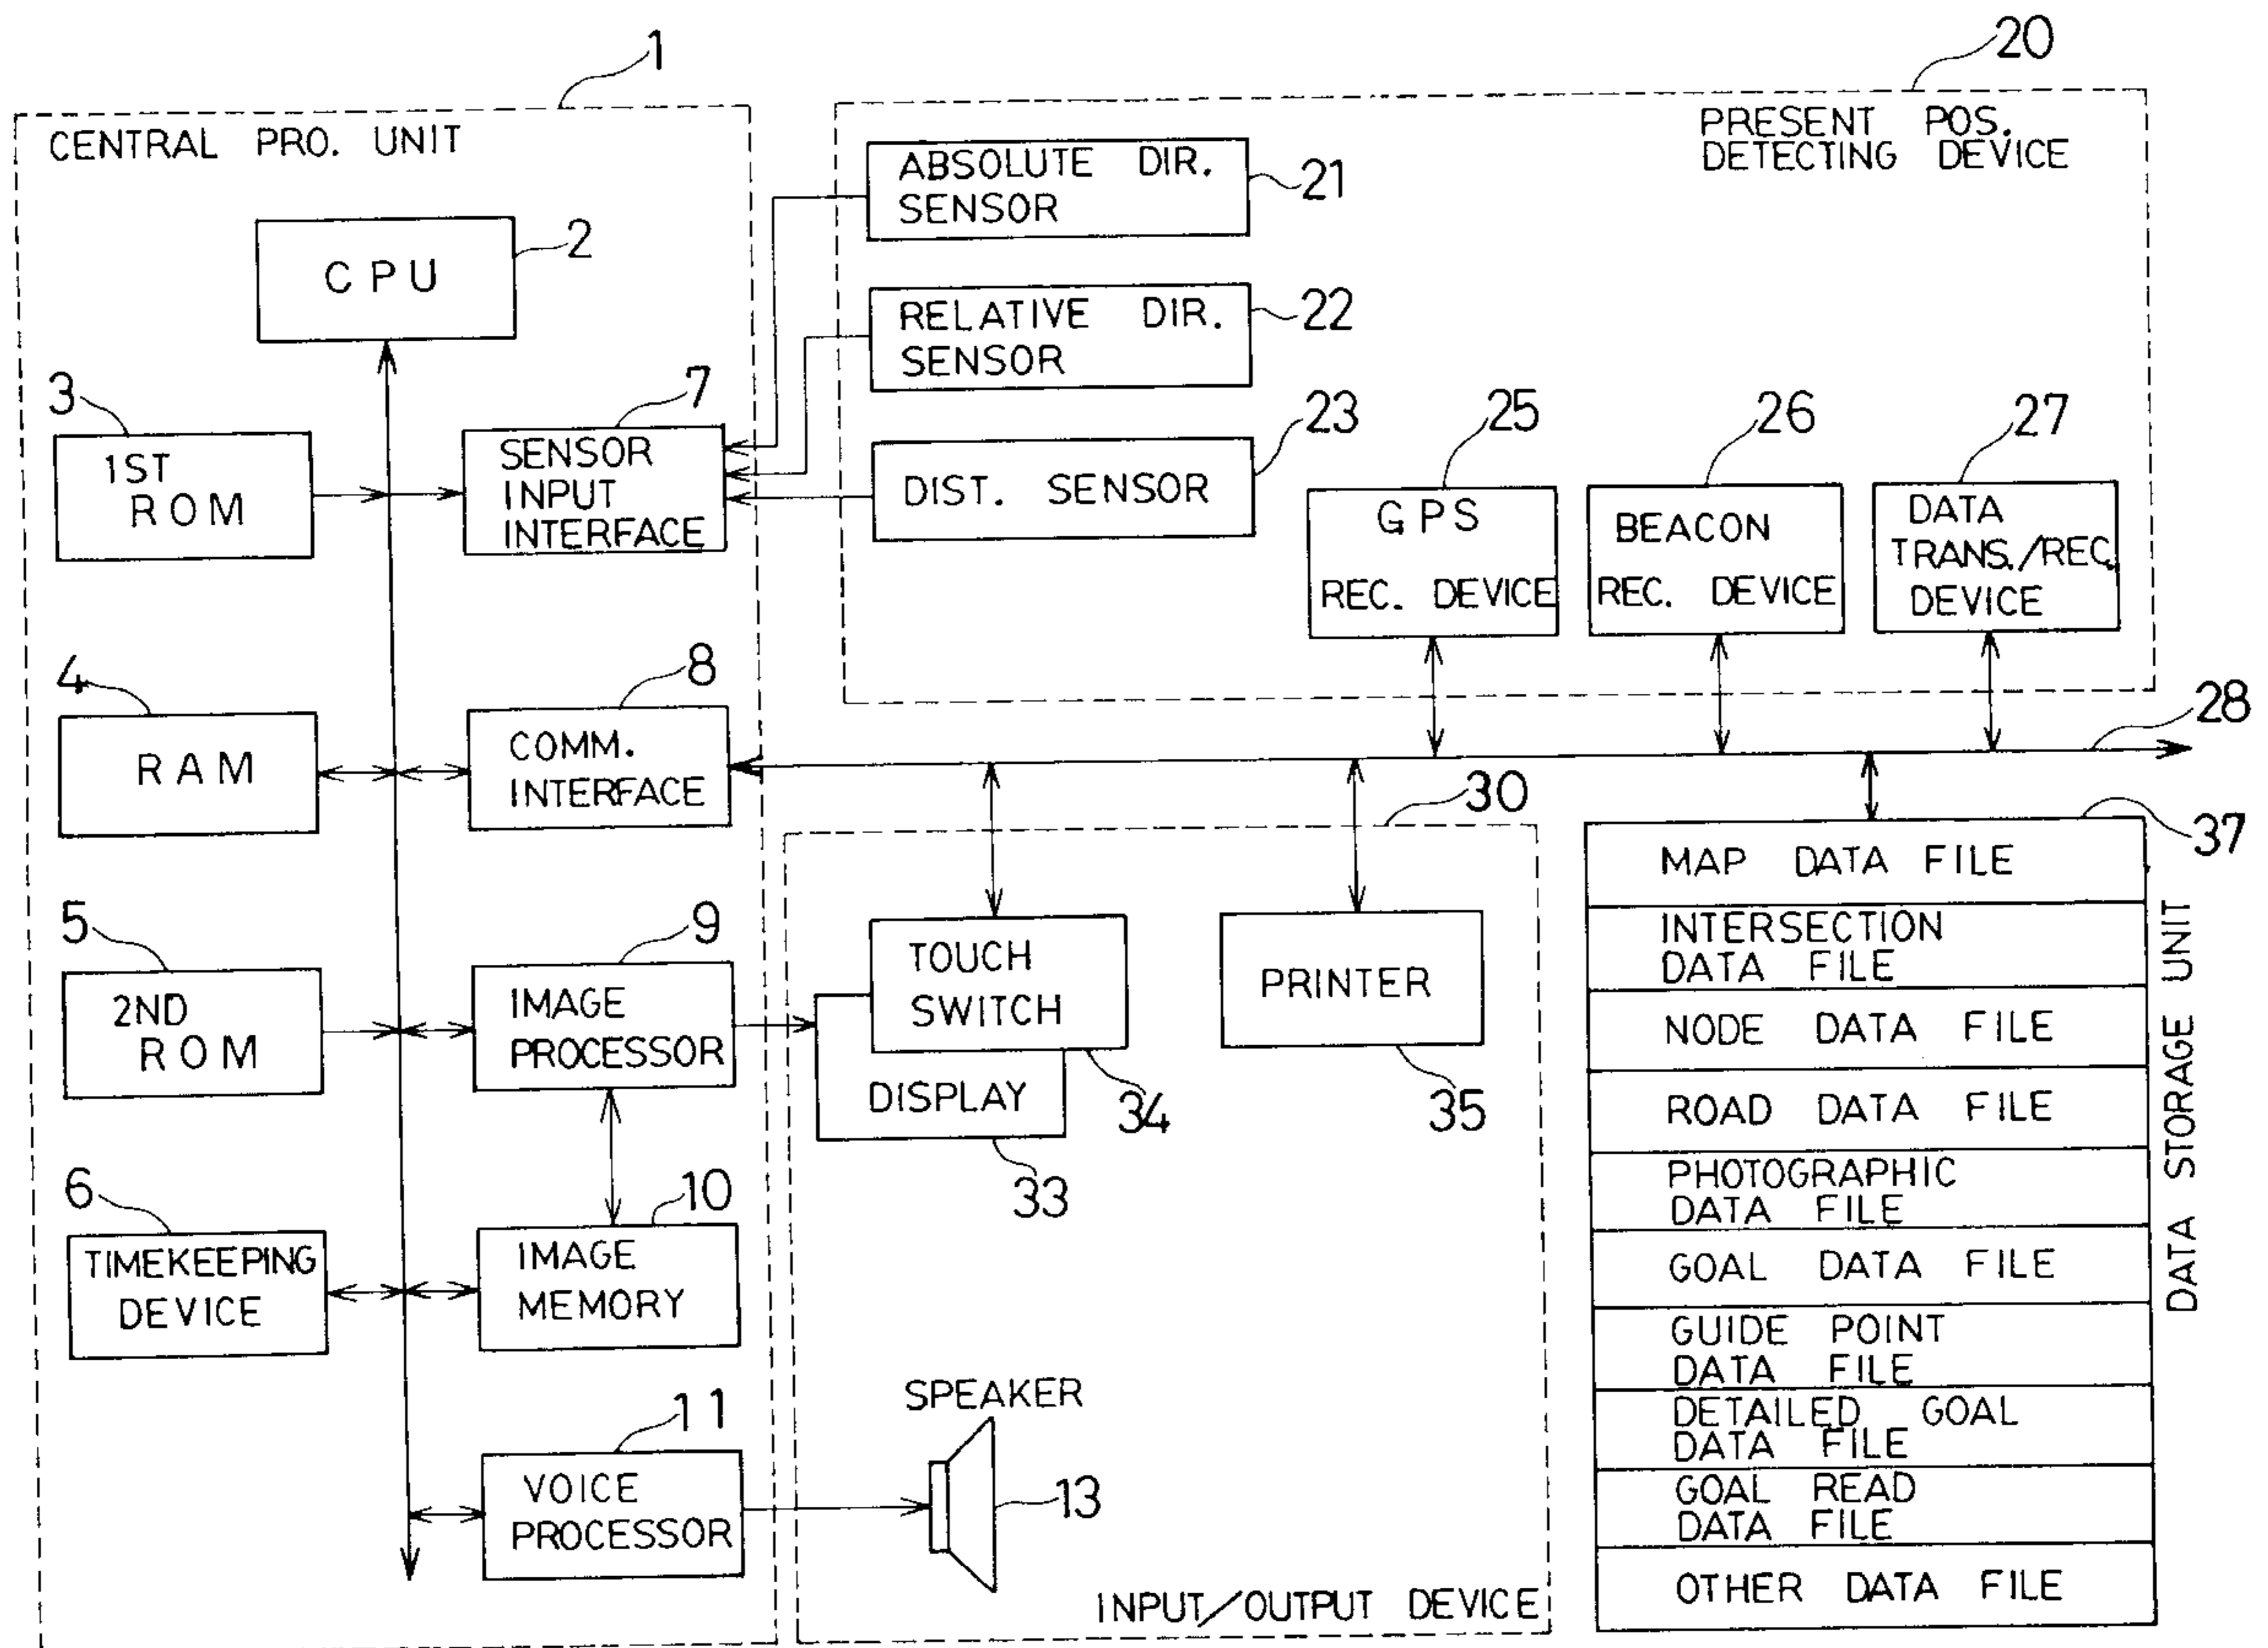 1
20
CENTRAL PRO. UNIT
PRESENT POS.
DETECTING DEVICE
ABSOLUTE DIR.
SENSOR
21
CPU
2
RELATIVE DIR.
SENSOR
22
3
1ST
ROM
7
SENSOR
INPUT
INTERFACE
DIST. SENSOR
23
25
GPS
REC. DEVICE
26
BEACON
REC. DEVICE
27
DATA
TRANS./REC.
DEVICE
4
RAM
8
COMM.
INTERFACE
28
30
37
5
2ND
ROM
9
IMAGE
PROCESSOR
TOUCH
SWITCH
34
DISPLAY
33
PRINTER
35
6
TIMEKEEPING
DEVICE
10
IMAGE
MEMORY
11
VOICE
PROCESSOR
SPEAKER
13
INPUT/OUTPUT DEVICE
MAP DATA FILE
INTERSECTION
DATA FILE
NODE DATA FILE
ROAD DATA FILE
PHOTOGRAPHIC
DATA FILE
GOAL DATA FILE
GUIDE POINT
DATA FILE
DETAILED GOAL
DATA FILE
GOAL READ
DATA FILE
OTHER DATA FILE
DATA STORAGE UNIT